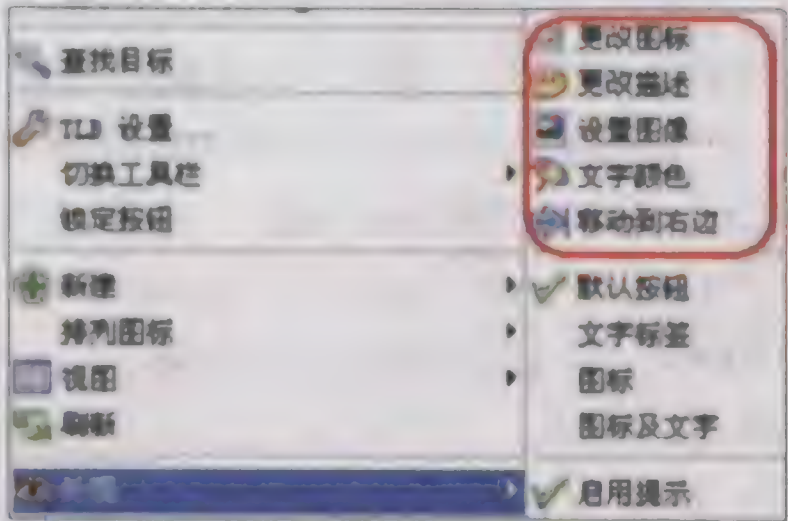 查找目标
TLB 设置
切换工具栏
锁定按钮
新建
排列图标
视图
刷新
更改图标
更改描述
设置图像
文字颜色
移动到右边
默认按钮
文字标签
图标
图标及文字
启用提示